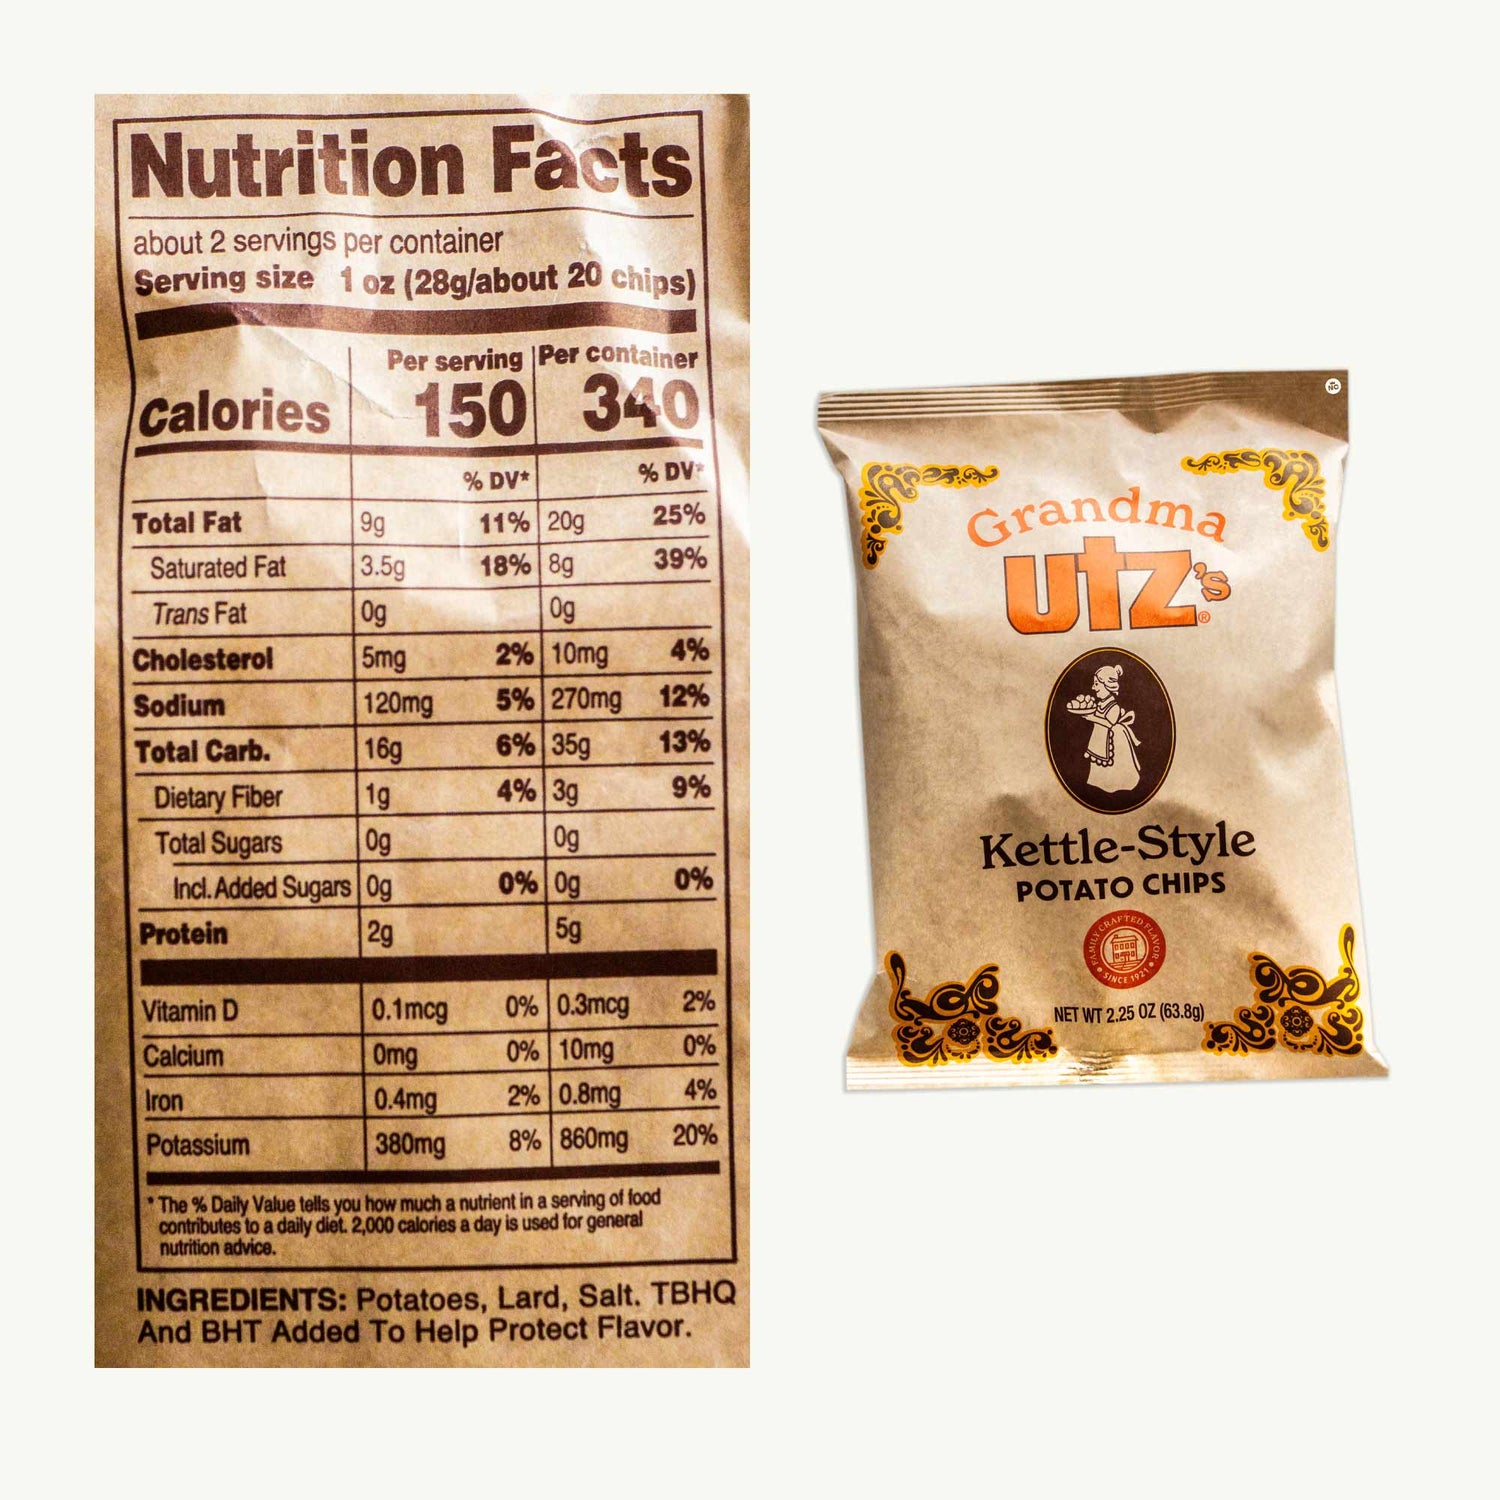 Nutrition Facts
about 2 servings per container
Serving size 1 oz (28g/about 20 chips)
Per serving Per container
Calories 150 340
% DV* % DV*
Total Fat 9g 11% 20g 25%
Saturated Fat 3.5g 18% 8g 39%
Trans Fat 0g 0g
Cholesterol 5mg 2% 10mg 4%
Sodium 120mg 5% 270mg 12%
Total Carb. 16g 6% 35g 13%
Dietary Fiber 1g 4% 3g 9%
Total Sugars 0g 0g
Incl. Added Sugars 0g 0% 0g 0%
Protein 2g 5g
Vitamin D 0.1mcg 0% 0.3mcg 2%
Calcium 0mg 0% 10mg 0%
Iron 0.4mg 2% 0.8mg 4%
Potassium 380mg 8% 860mg 20%
* The % Daily Value tells you how much a nutrient in a serving of food
contributes to a daily diet. 2,000 calories a day is used for general
nutrition advice.
INGREDIENTS: Potatoes, Lard, Salt. TBHQ
And BHT Added To Help Protect Flavor.
Grandma
UTZ's®
Kettle-Style
POTATO CHIPS
FAMILY CRAFTED FLAVOR
• SINCE 1921 •
NET WT 2.25 OZ (63.8g)